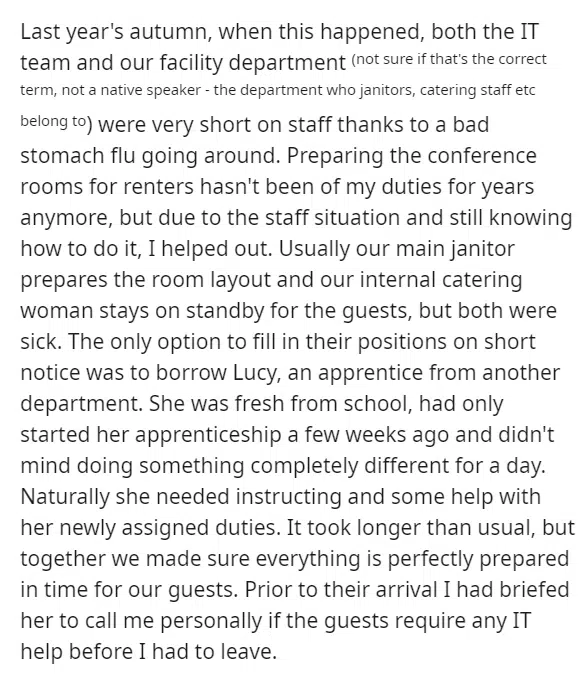 Last year's autumn, when this happened, both the IT
team and our facility department (not sure if that's the correct
term, not a native speaker - the department who janitors, catering staff etc
belong to) were very short on staff thanks to a bad
stomach flu going around. Preparing the conference
rooms for renters hasn't been of my duties for years
anymore, but due to the staff situation and still knowing
how to do it, I helped out. Usually our main janitor
prepares the room layout and our internal catering
woman stays on standby for the guests, but both were
sick. The only option to fill in their positions on short
notice was to borrow Lucy, an apprentice from another
department. She was fresh from school, had only
started her apprenticeship a few weeks ago and didn't
mind doing something completely different for a day.
Naturally she needed instructing and some help with
her newly assigned duties. It took longer than usual, but
together we made sure everything is perfectly prepared
in time for our guests. Prior to their arrival I had briefed
her to call me personally if the guests require any IT
help before I had to leave.